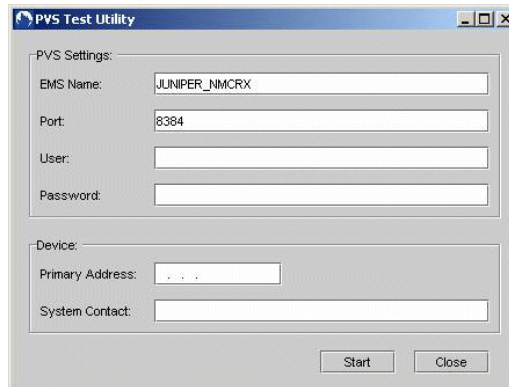 PVS Test Utility
PVS Settings:
EMS Name: JUNIPER_NMCRX
Port: 8384
User:
Password:
Device:
Primary Address: . . .
System Contact:
Start Close